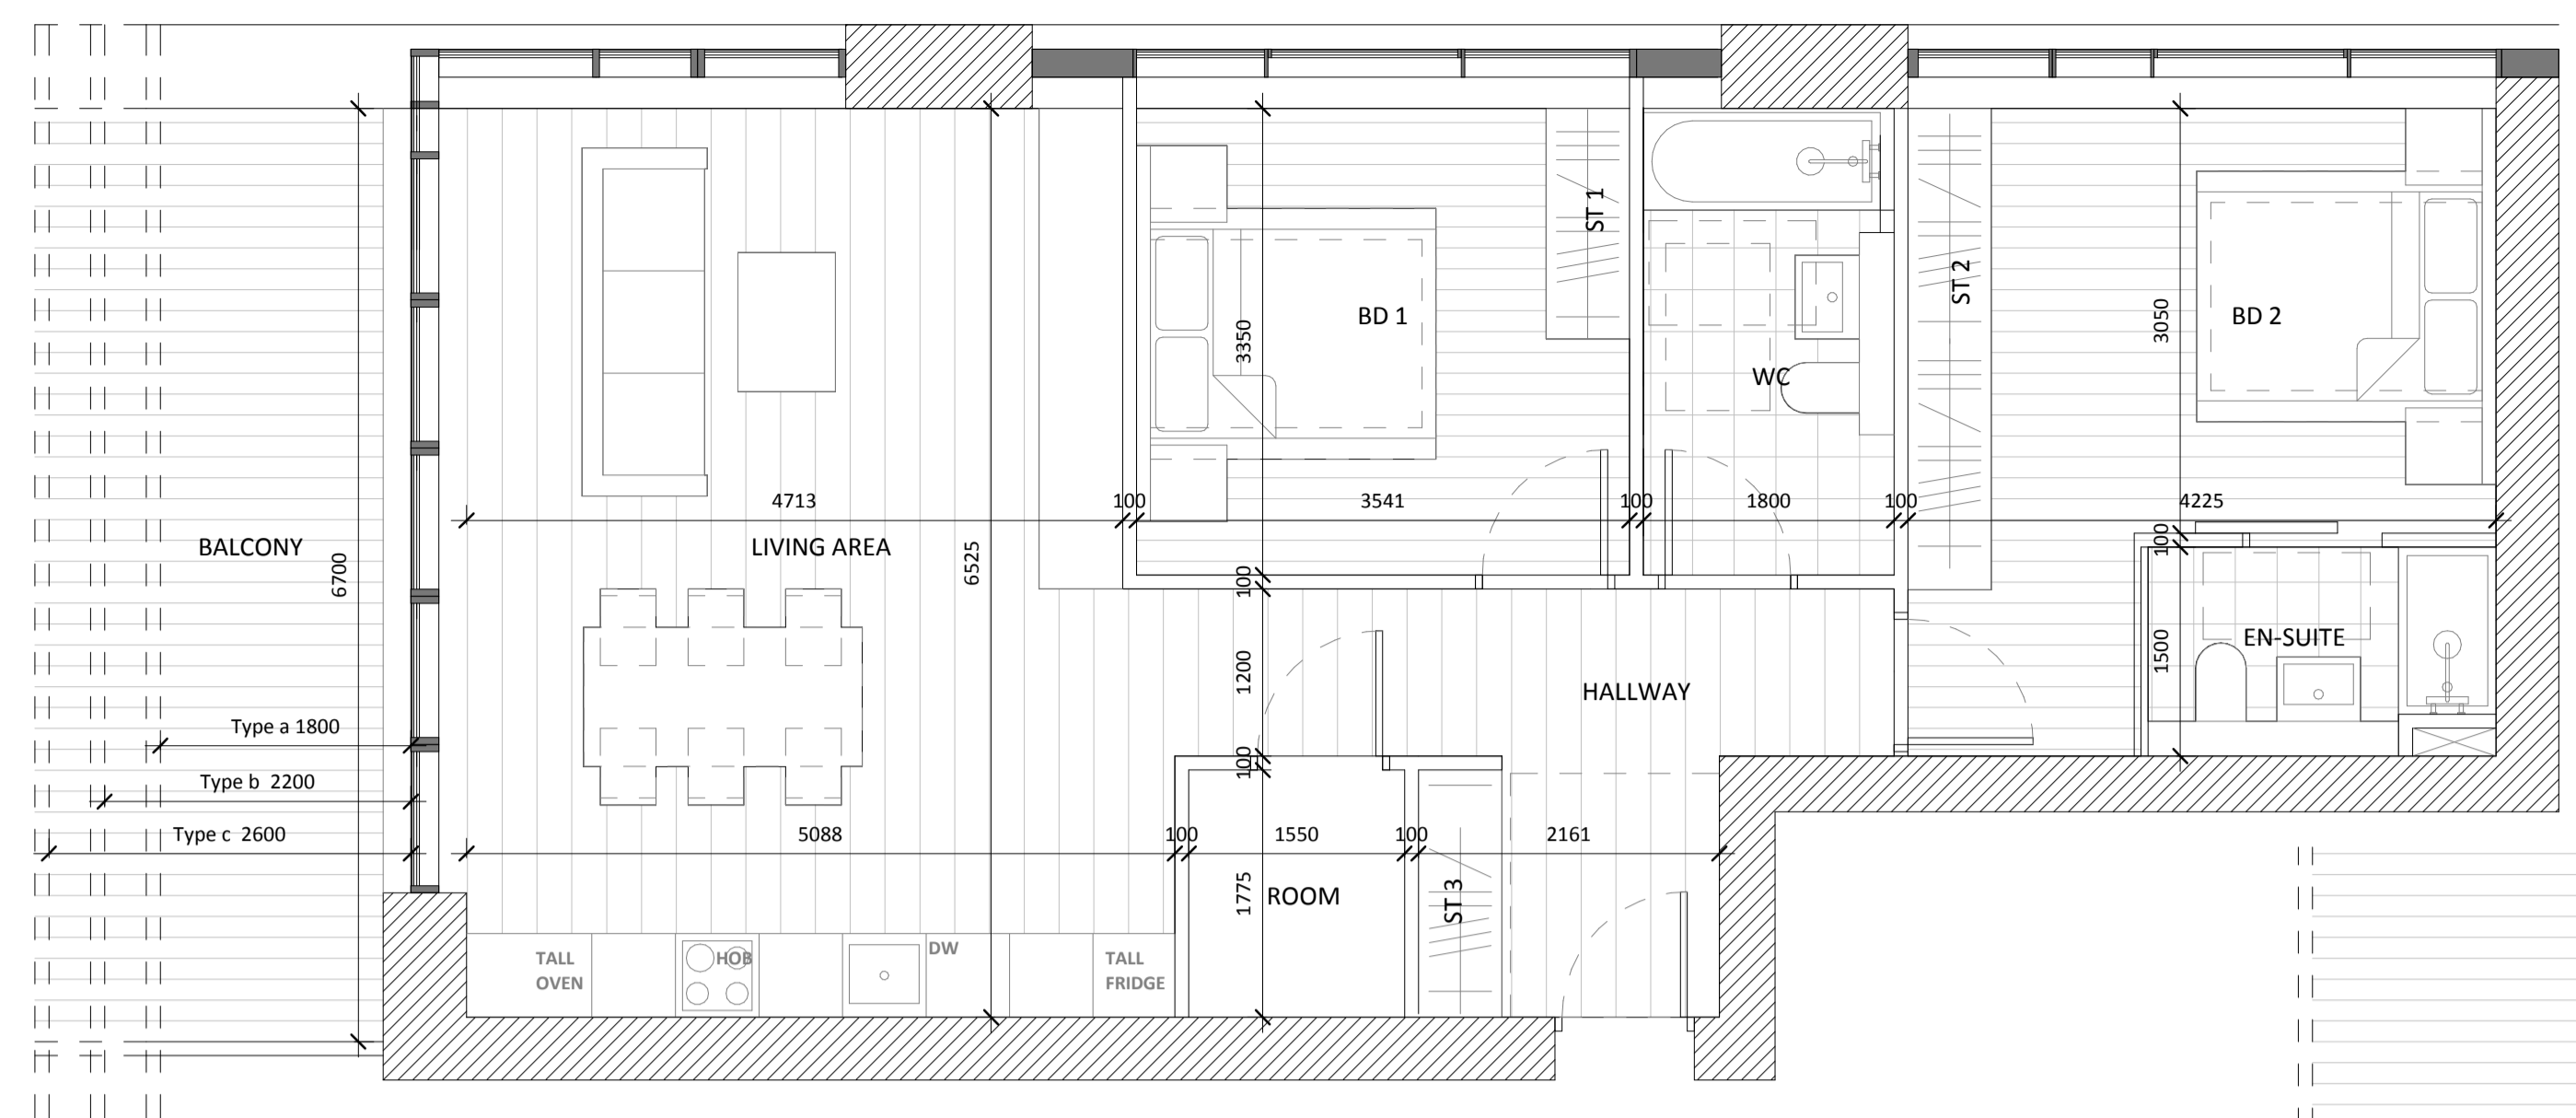 ST 1
ST 2
BD 1
3350
3050
BD 2
WC
4713
100
3541
100
1800
100
4225
BALCONY
6700
LIVING AREA
6525
100
100
1200
HALLWAY
1500
EN-SUITE
Type a 1800
Type b 2200
Type c 2600
100
5088
100
1550
100
2161
1775
ROOM
ST 3
TALL
OVEN
HOB
DW
TALL
FRIDGE